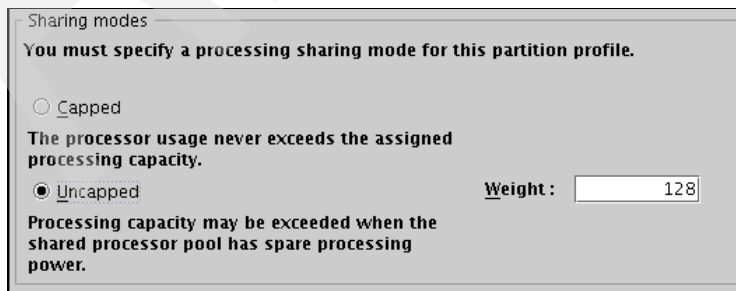 Sharing modes
You must specify a processing sharing mode for this partition profile.
Capped
The processor usage never exceeds the assigned
processing capacity.
Uncapped
Weight : 128
Processing capacity may be exceeded when the
shared processor pool has spare processing
power.